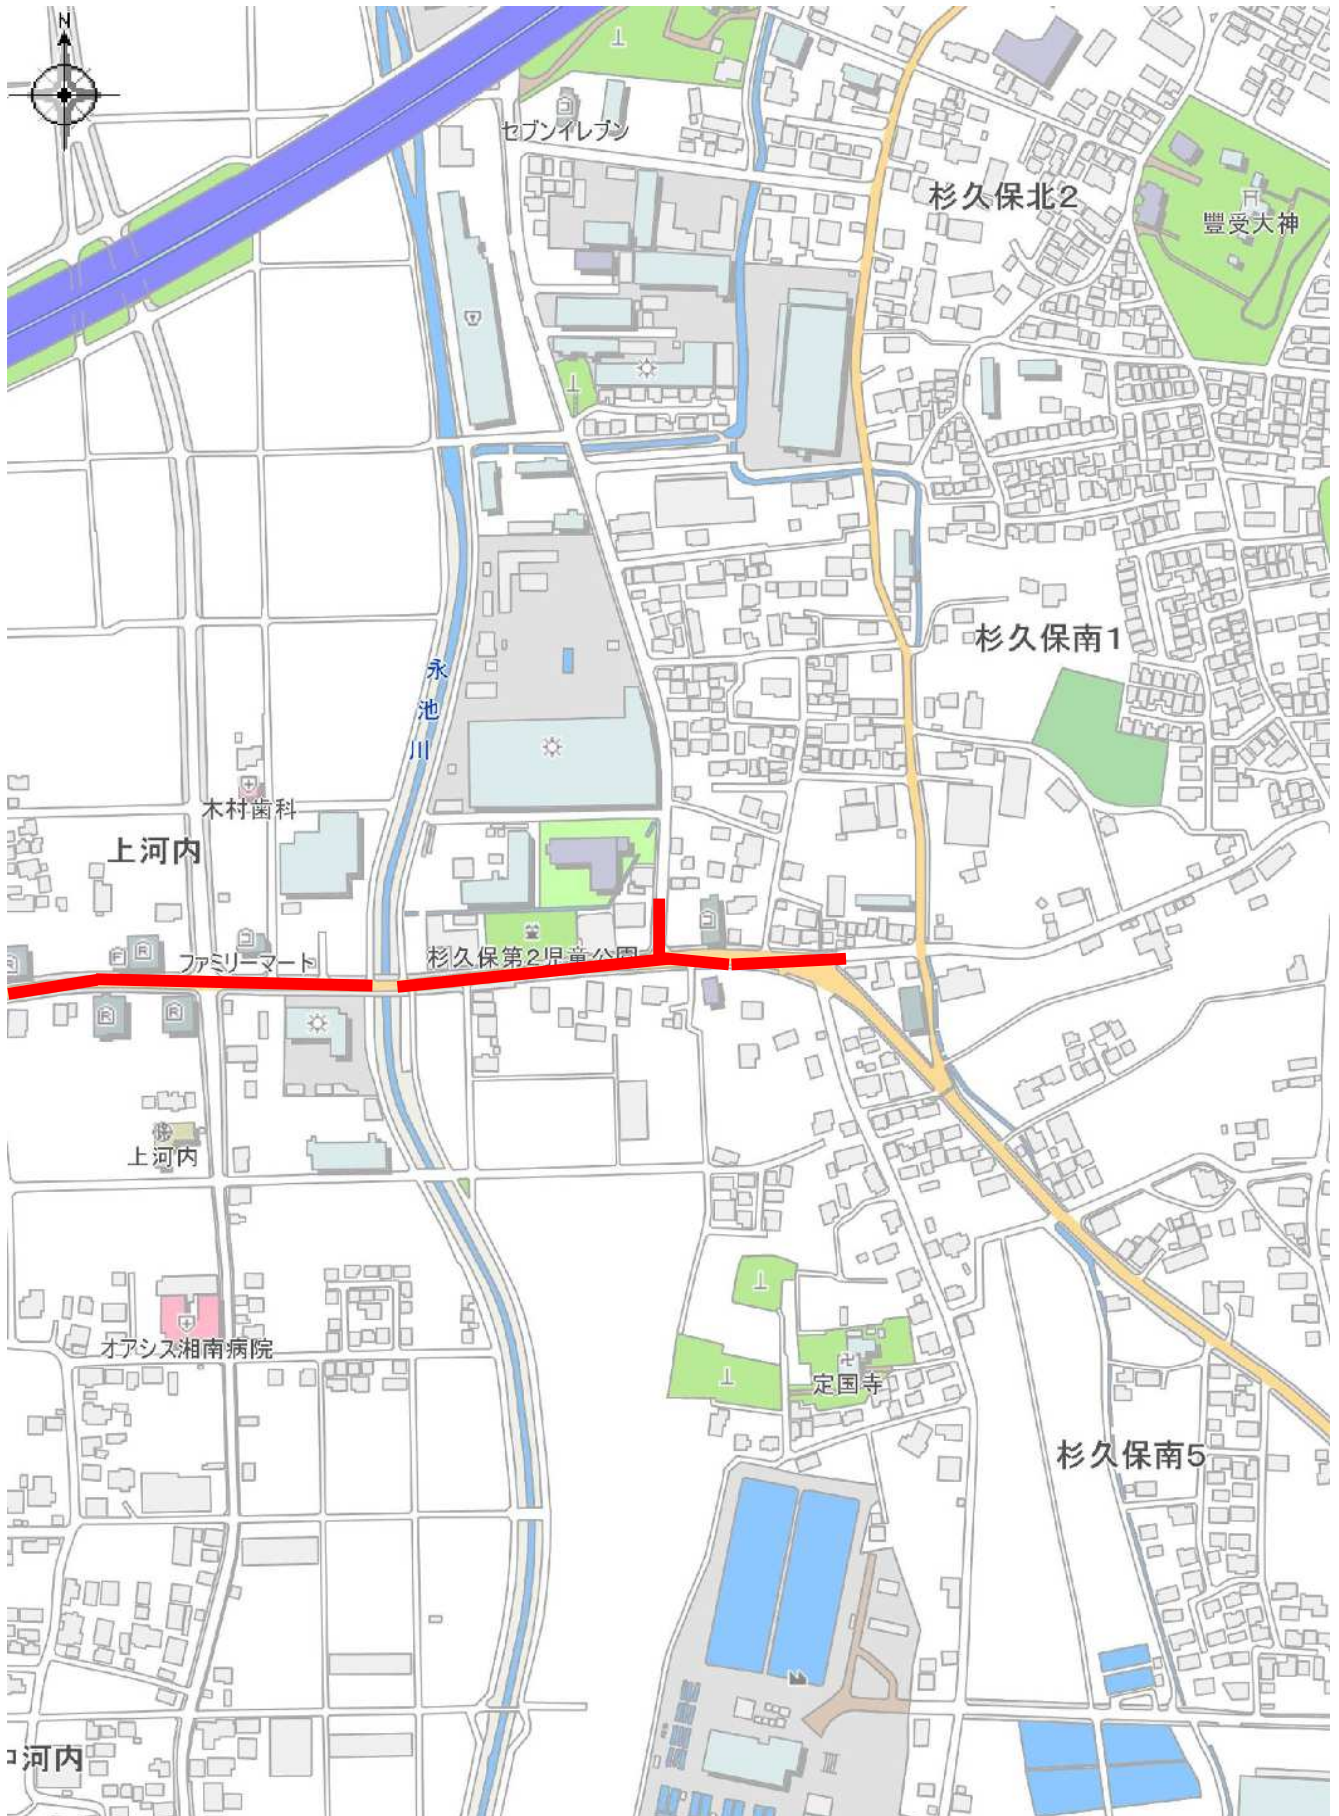 N
セブンイレブン
杉久保北2
豐受大神
杉久保南1
永池川
木村歯科
上河内
ファミリーマート
杉久保第2児童公園
上河内
オアシス湘南病院
定国寺
杉久保南5
河内